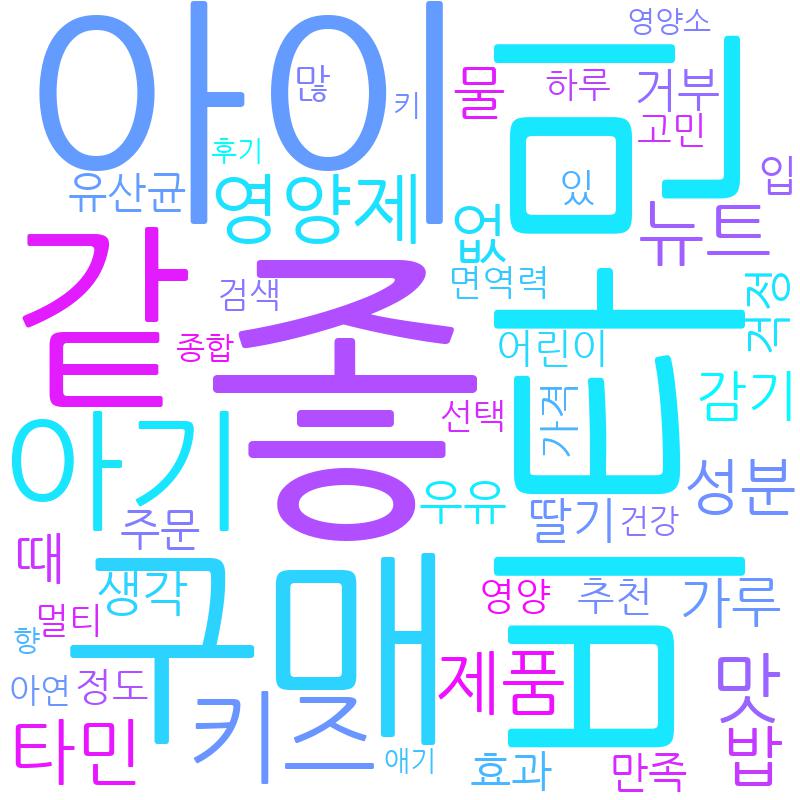 아이
많
키
후기
영양소
물
하루
거부
고민
비타민
있
입
유산균
영양제
없
뉴트
같
좋
검색
종합
면역력
어린이
걱정
감기
아기
선택
가격
우유
딸기
건강
성분
주문
때
생각
구매
멀티
향
아연
정도
타민
키즈
애기
영양
추천
가루
제품
맛
밥
효과
만족